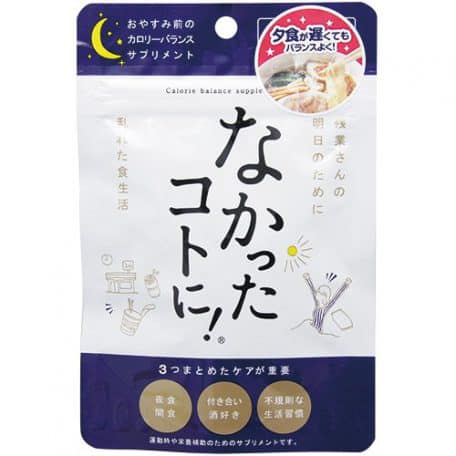 おやすみ前の
カロリーバランス
サプリメント
夕食が遅くても
バランスよく!
Calorie balance supple
なかった
コトに!®
残業さんの
明日のために
乱れた食生活
3つまとめたケアが重要
夜食
間食
付き合い
酒好き
不規則な
生活習慣
運動時や栄養補助のためのサプリメントです。